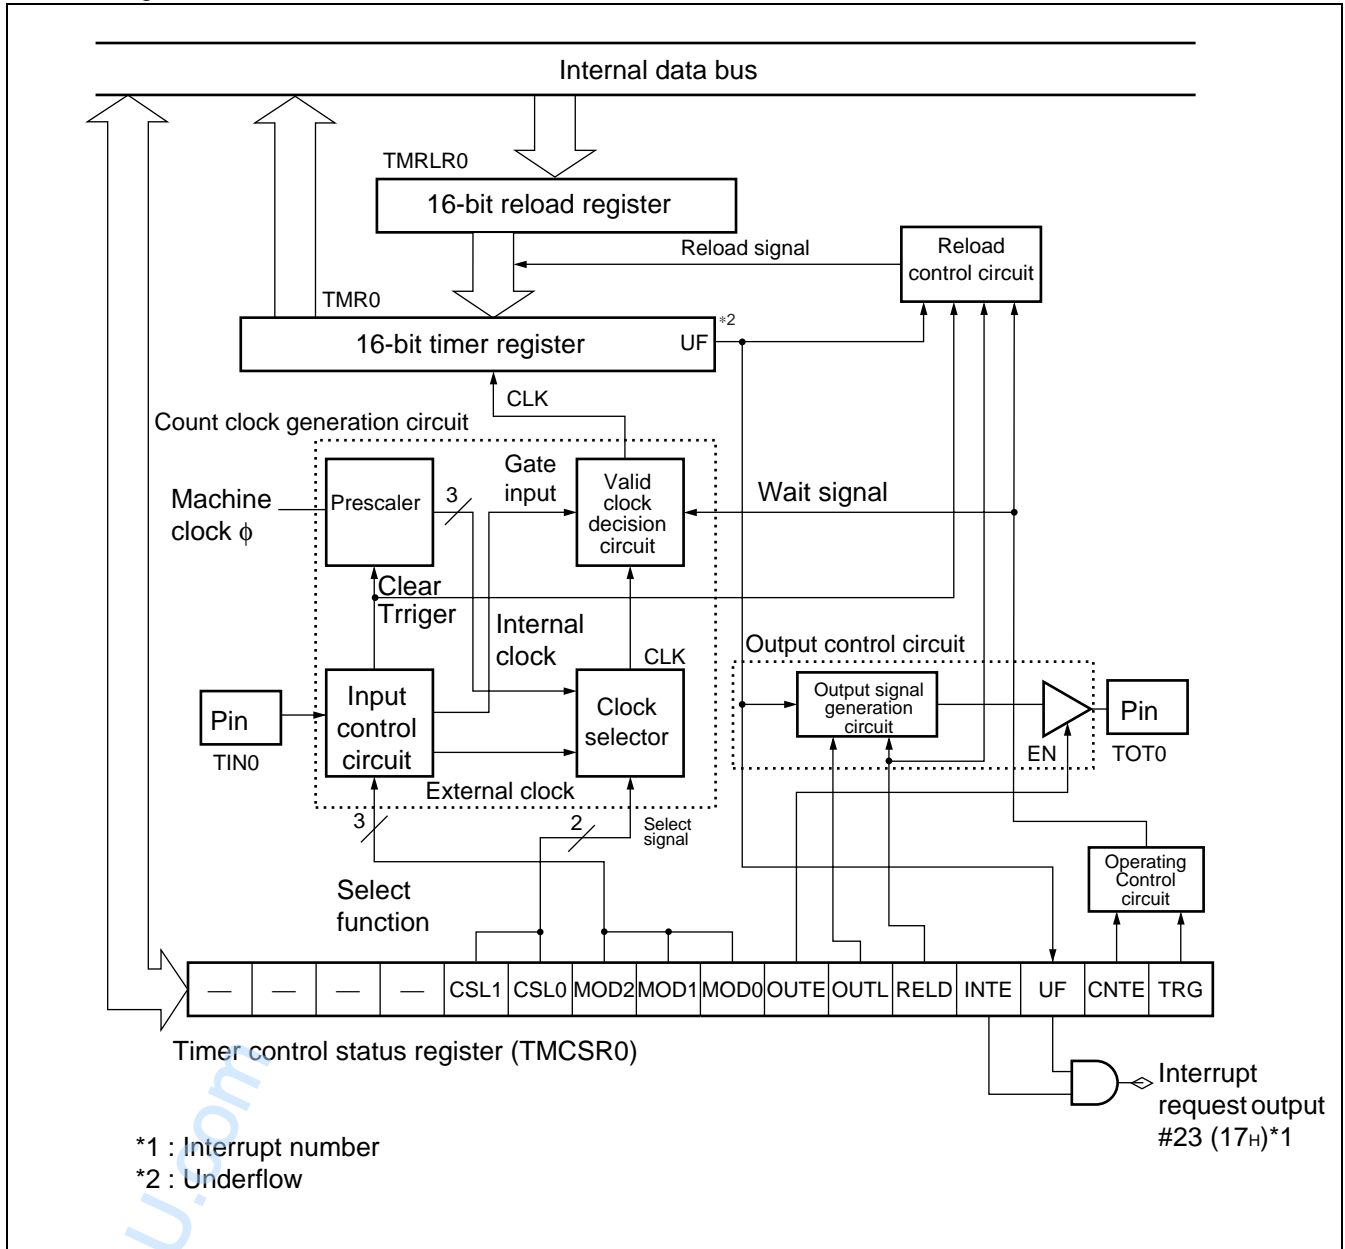 Internal data bus
TMRLR0
16-bit reload register
Reload signal
Reload
control circuit
TMR0
*2
16-bit timer register
UF
CLK
Count clock generation circuit
Machine
clock ϕ
Prescaler
3
Gate
input
Valid
clock
decision
circuit
Wait signal
Clear
Trriger
Internal
clock
CLK
Output control circuit
Pin
TIN0
Input
control
circuit
Clock
selector
Output signal
generation
circuit
EN
Pin
TOT0
External clock
3
2
Select
signal
Select
function
Operating
Control
circuit
— — — — CSL1 CSL0 MOD2 MOD1 MOD0 OUTE OUTL RELD INTE UF CNTE TRG
Timer control status register (TMCSR0)
Interrupt
request output
#23 (17H)*1
*1 : Interrupt number
*2 : Underflow
U.com